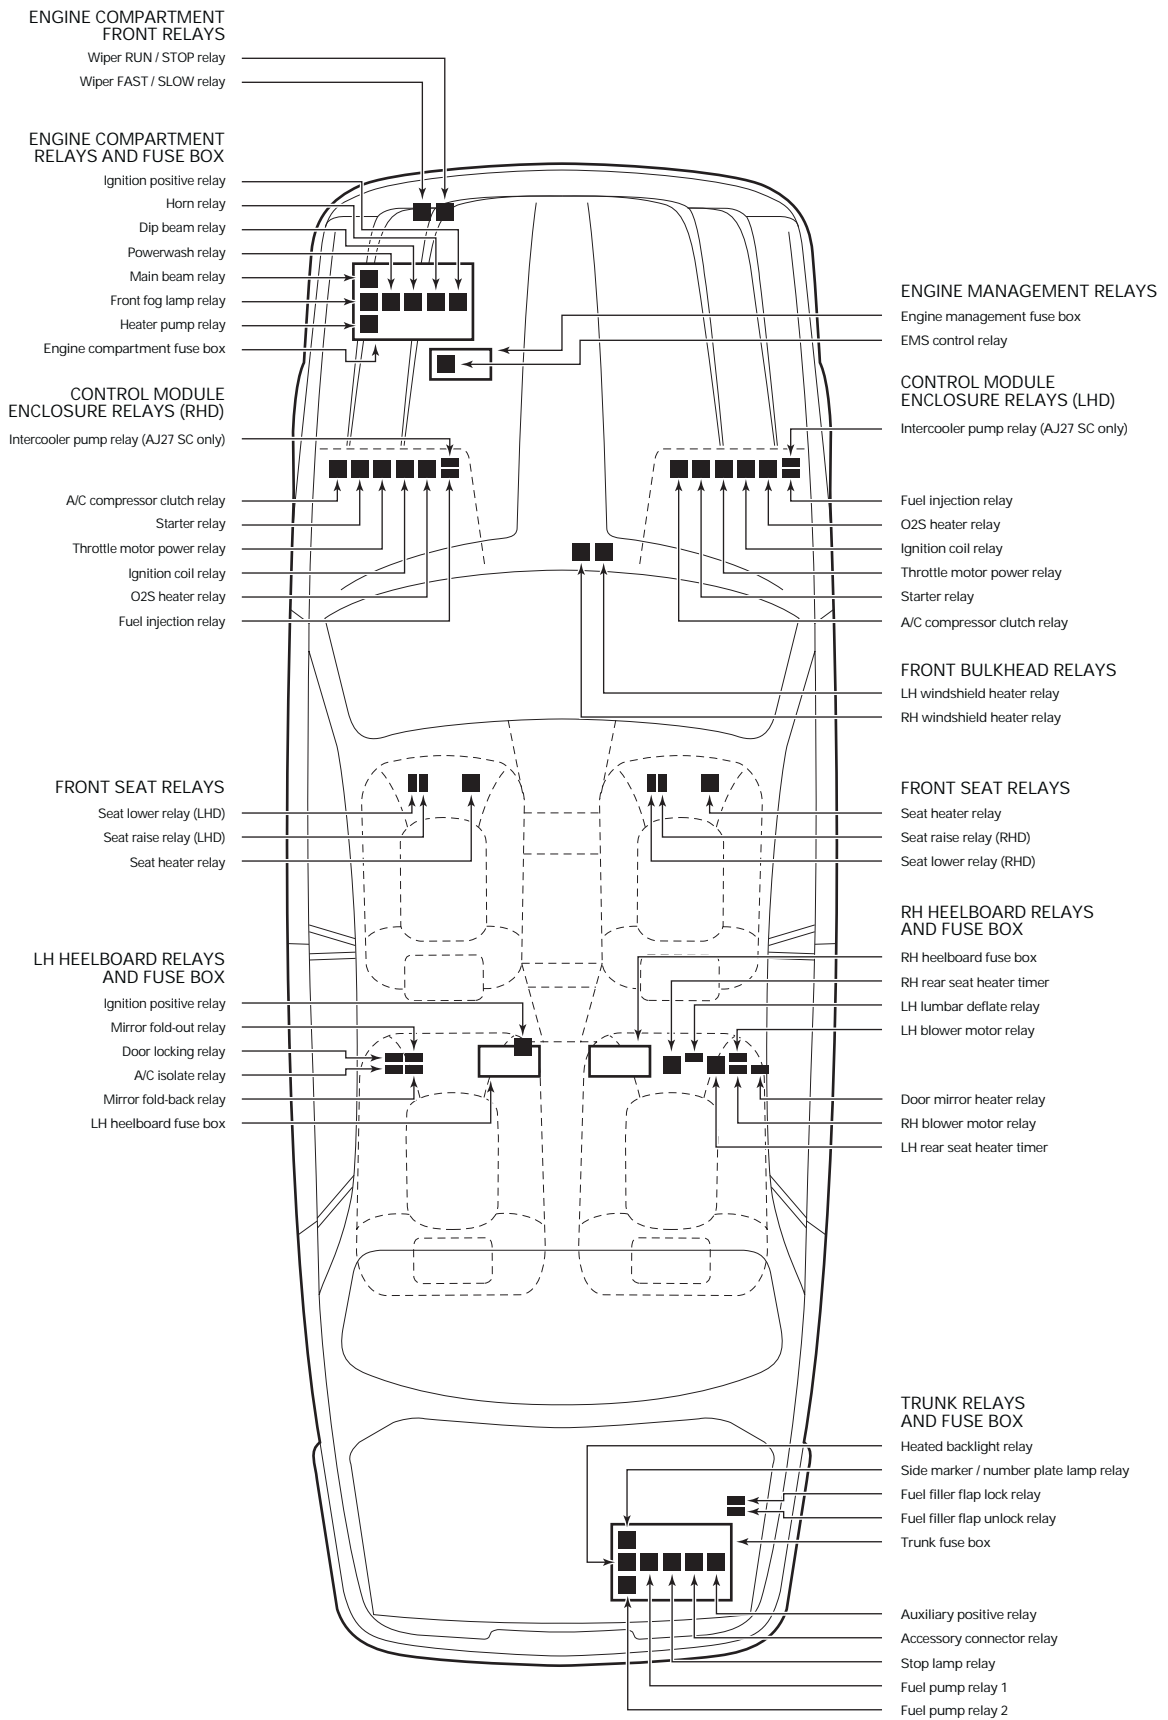 ENGINE COMPARTMENT
FRONT RELAYS
Wiper RUN / STOP relay
Wiper FAST / SLOW relay
ENGINE COMPARTMENT
RELAYS AND FUSE BOX
Ignition positive relay
Horn relay
Dip beam relay
Powerwash relay
Main beam relay
Front fog lamp relay
Heater pump relay
Engine compartment fuse box
CONTROL MODULE
ENCLOSURE RELAYS (RHD)
Intercooler pump relay (AJ27 SC only)
A/C compressor clutch relay
Starter relay
Throttle motor power relay
Ignition coil relay
O2S heater relay
Fuel injection relay
FRONT SEAT RELAYS
Seat lower relay (LHD)
Seat raise relay (LHD)
Seat heater relay
LH HEELBOARD RELAYS
AND FUSE BOX
Ignition positive relay
Mirror fold-out relay
Door locking relay
A/C isolate relay
Mirror fold-back relay
LH heelboard fuse box
ENGINE MANAGEMENT RELAYS
Engine management fuse box
EMS control relay
CONTROL MODULE
ENCLOSURE RELAYS (LHD)
Intercooler pump relay (AJ27 SC only)
Fuel injection relay
O2S heater relay
Ignition coil relay
Throttle motor power relay
Starter relay
A/C compressor clutch relay
FRONT BULKHEAD RELAYS
LH windshield heater relay
RH windshield heater relay
FRONT SEAT RELAYS
Seat heater relay
Seat raise relay (RHD)
Seat lower relay (RHD)
RH HEELBOARD RELAYS
AND FUSE BOX
RH heelboard fuse box
RH rear seat heater timer
LH lumbar deflate relay
LH blower motor relay
Door mirror heater relay
RH blower motor relay
LH rear seat heater timer
TRUNK RELAYS
AND FUSE BOX
Heated backlight relay
Side marker / number plate lamp relay
Fuel filler flap lock relay
Fuel filler flap unlock relay
Trunk fuse box
Auxiliary positive relay
Accessory connector relay
Stop lamp relay
Fuel pump relay 1
Fuel pump relay 2